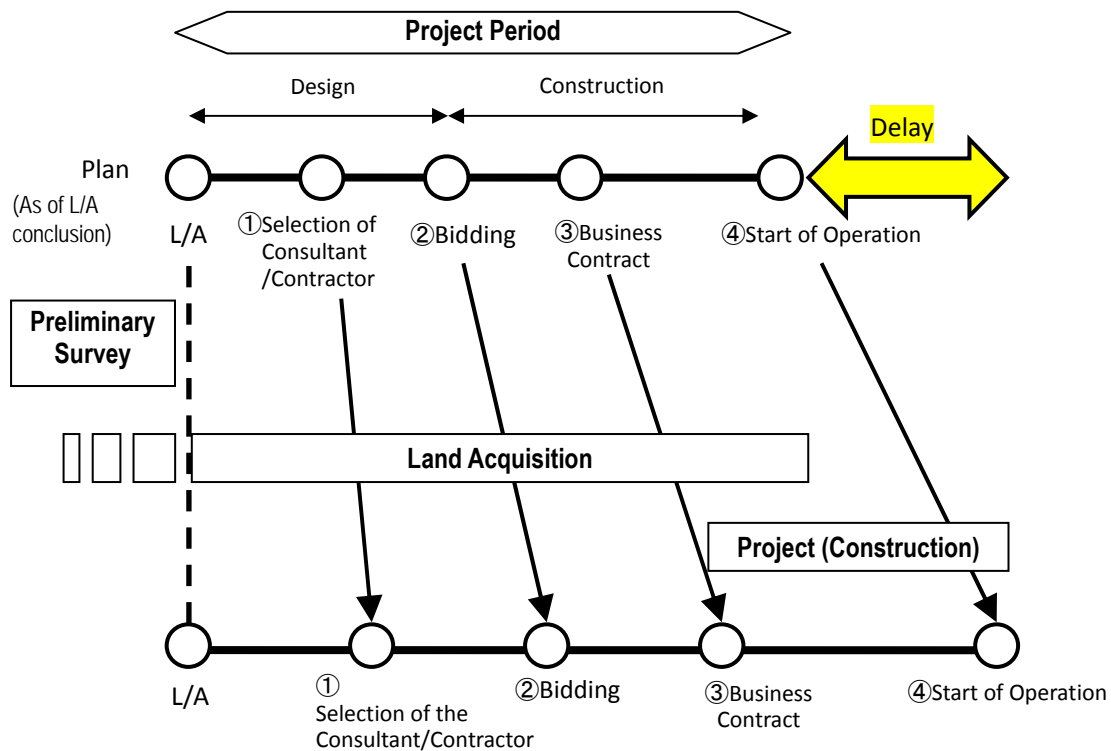 Project Period
Design
Construction
Delay
Plan
(As of L/A
conclusion)
L/A
①Selection of
Consultant
/Contractor
②Bidding
③Business
Contract
④Start of Operation
Preliminary
Survey
Land Acquisition
Project (Construction)
L/A
①
Selection of the
Consultant/Contractor
②Bidding
③Business
Contract
④Start of Operation